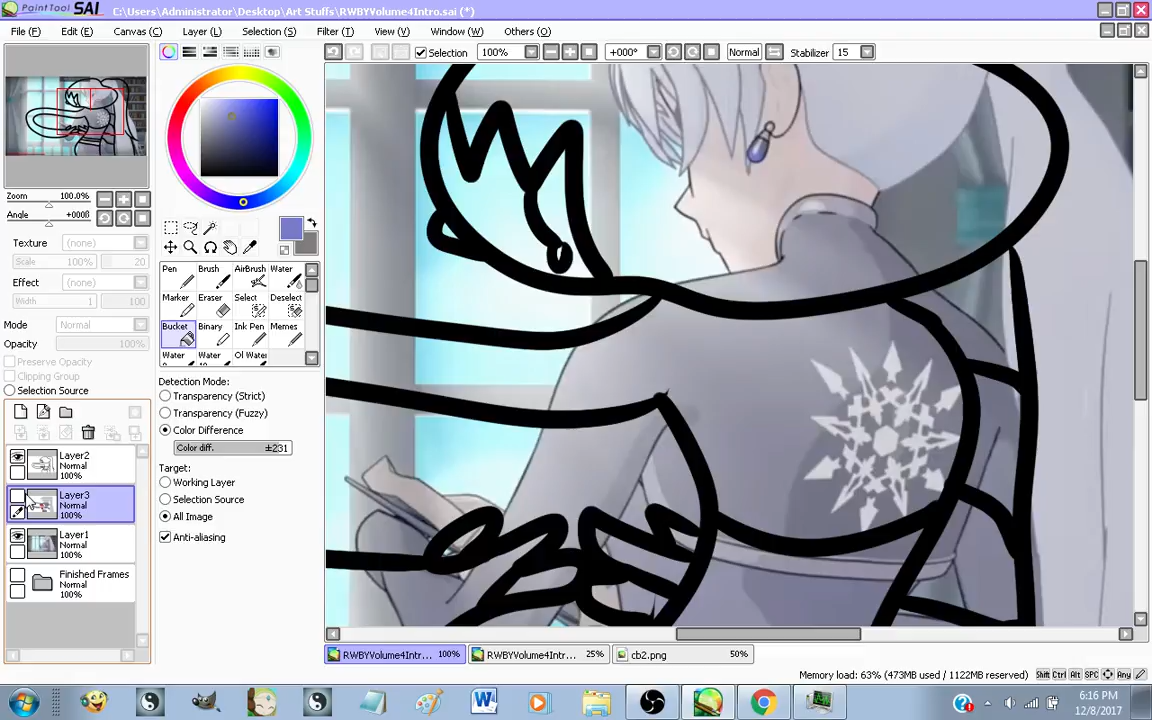 PaintTool SAI C:\Users\Administrator\Desktop\Art Stuffs\RWBYVolume4Intro.sai (*)
File (F) Edit (E) Canvas (C) Layer (L) Selection (S) Filter (T) View (V) Window (W) Others (O)
Selection 100% +000° Normal Stabilizer 15
Zoom 100.0%
Angle +000θ
Texture (none)
Scale 100% 20
Effect (none)
Width 1 100
Mode Normal
Opacity 100%
Preserve Opacity
Clipping Group
Selection Source
Layer2
Normal
100%
Layer3
Normal
100%
Layer1
Normal
100%
Finished Frames
Normal
100%
Pen Brush AirBrush Water
Marker Eraser Select Deselect
Bucket Binary Ink Pen Memes
Water Water Ol Water
Detection Mode:
Transparency (Strict)
Transparency (Fuzzy)
Color Difference
Color diff. ±231
Target:
Working Layer
Selection Source
All Image
Anti-aliasing
RWBYVolume4Intr... 100% RWBYVolume4Intr... 25% cb2.png 50%
Memory load: 63% (473MB used / 1122MB reserved) Shift Ctrl Alt SPC Any
6:16 PM
12/8/2017